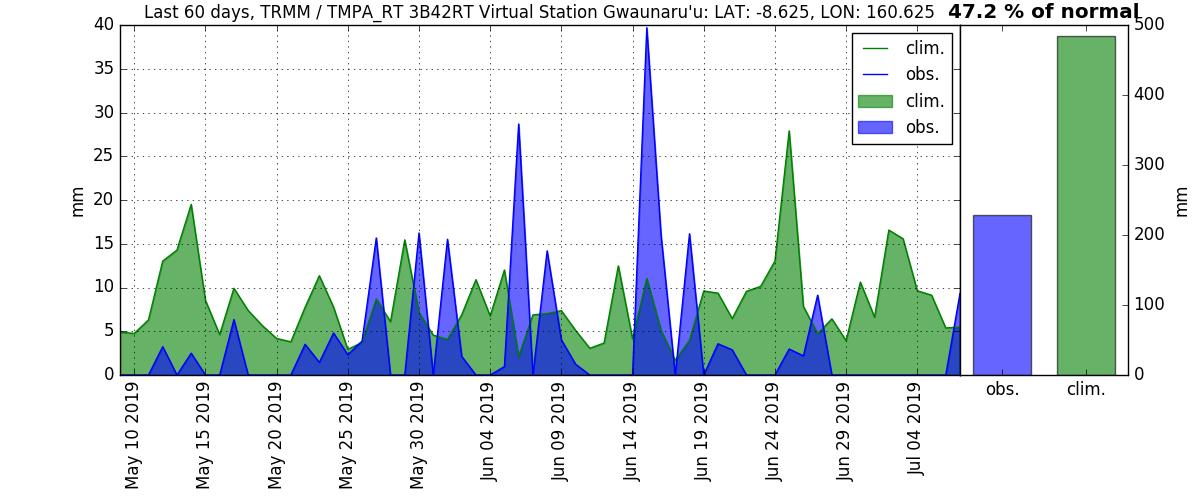 Last 60 days, TRMM / TMPA_RT 3B42RT Virtual Station Gwaunaru'u: LAT: -8.625, LON: 160.625 47.2 % of normal
40
35
30
25
20
15
10
5
0
mm
clim.
obs.
clim.
obs.
May 10 2019
May 15 2019
May 20 2019
May 25 2019
May 30 2019
Jun 04 2019
Jun 09 2019
Jun 14 2019
Jun 19 2019
Jun 24 2019
Jun 29 2019
Jul 04 2019
500
400
300
200
100
0
mm
obs.
clim.